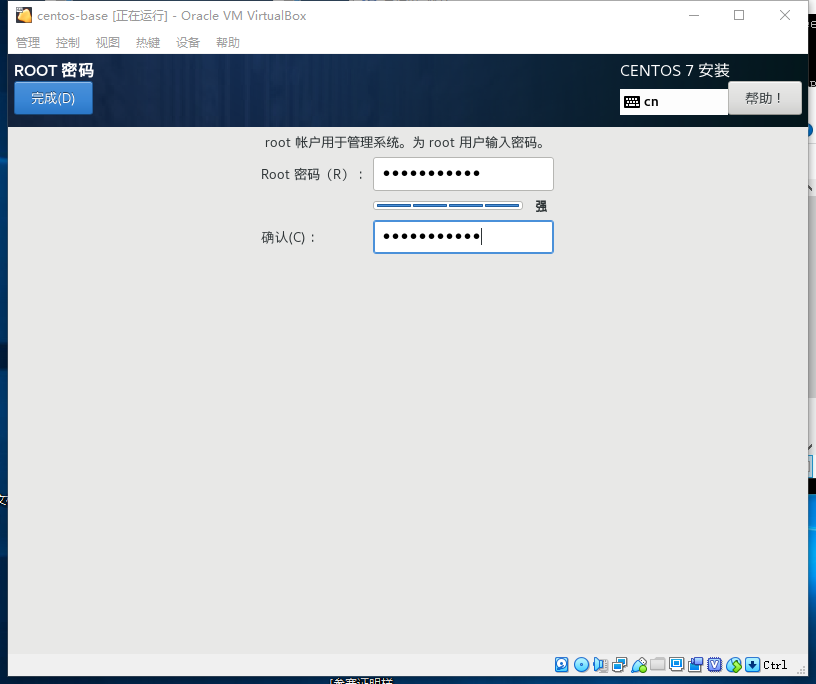 centos-base [正在运行] - Oracle VM VirtualBox
管理 控制 视图 热键 设备 帮助
ROOT 密码
CENTOS 7 安装
完成(D)
cn
帮助！
root 帐户用于管理系统。为 root 用户输入密码。
Root 密码（R）：
●●●●●●●●●●●
强
确认(C)：
●●●●●●●●●●●
Ctrl